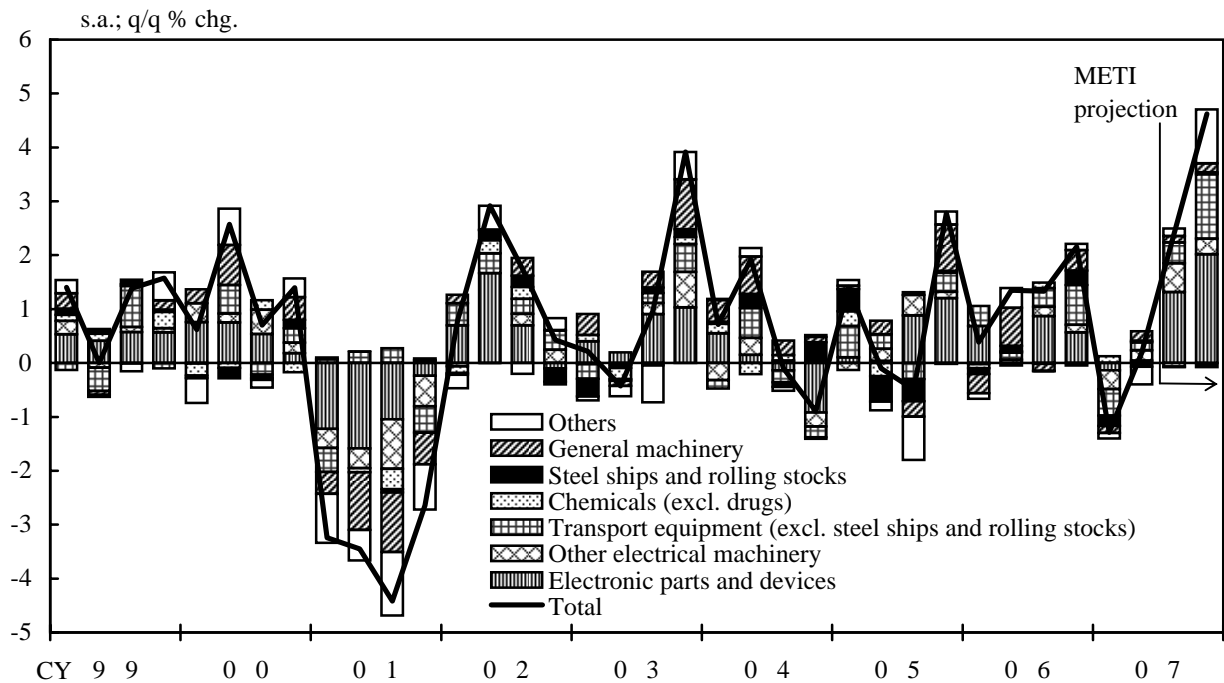 s.a.; q/q % chg.
6
5
4
3
2
1
0
-1
-2
-3
-4
-5
METI
projection
Others
General machinery
Steel ships and rolling stocks
Chemicals (excl. drugs)
Transport equipment (excl. steel ships and rolling stocks)
Other electrical machinery
Electronic parts and devices
Total
CY 99 00 01 02 03 04 05 06 07